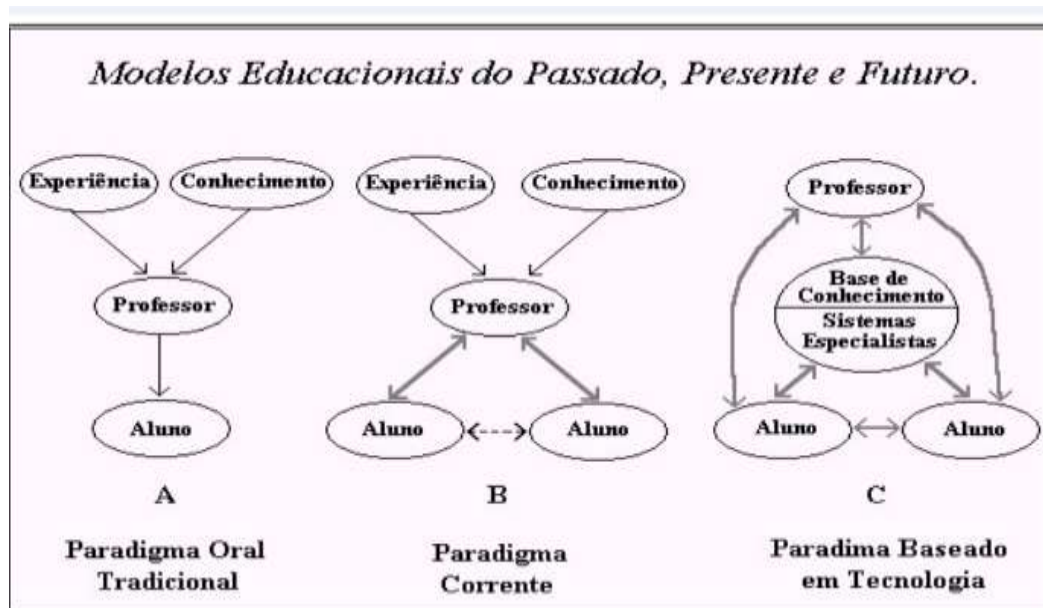 Modelos Educacionais do Passado, Presente e Futuro.
Experiência
Conhecimento
Professor
Aluno
A
Paradigma Oral
Tradicional
Experiência
Conhecimento
Professor
Aluno
Aluno
B
Paradigma
Corrente
Professor
Base de
Conhecimento
Sistemas
Especialistas
Aluno
Aluno
C
Paradima Baseado
em Tecnologia